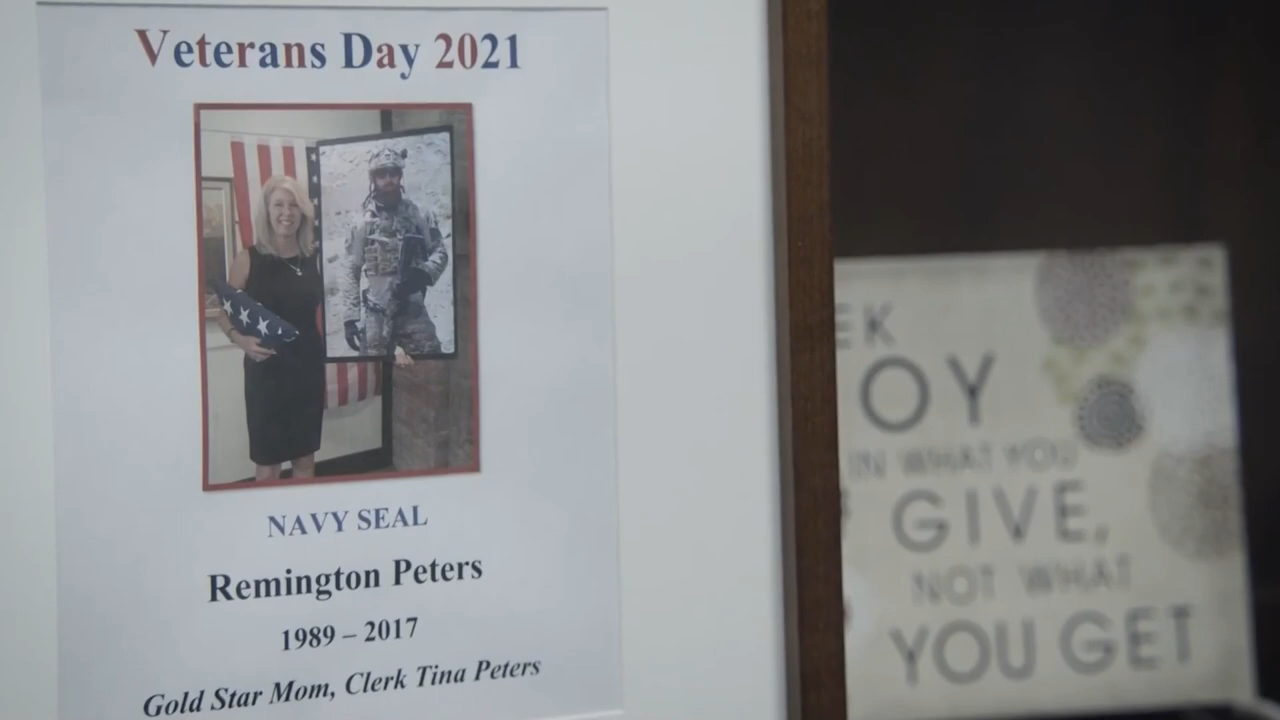 Veterans Day 2021
NAVY SEAL
Remington Peters
1989 – 2017
Gold Star Mom, Clerk Tina Peters
EK
OY
IN WHAT YOU
GIVE,
NOT WHAT
YOU GET